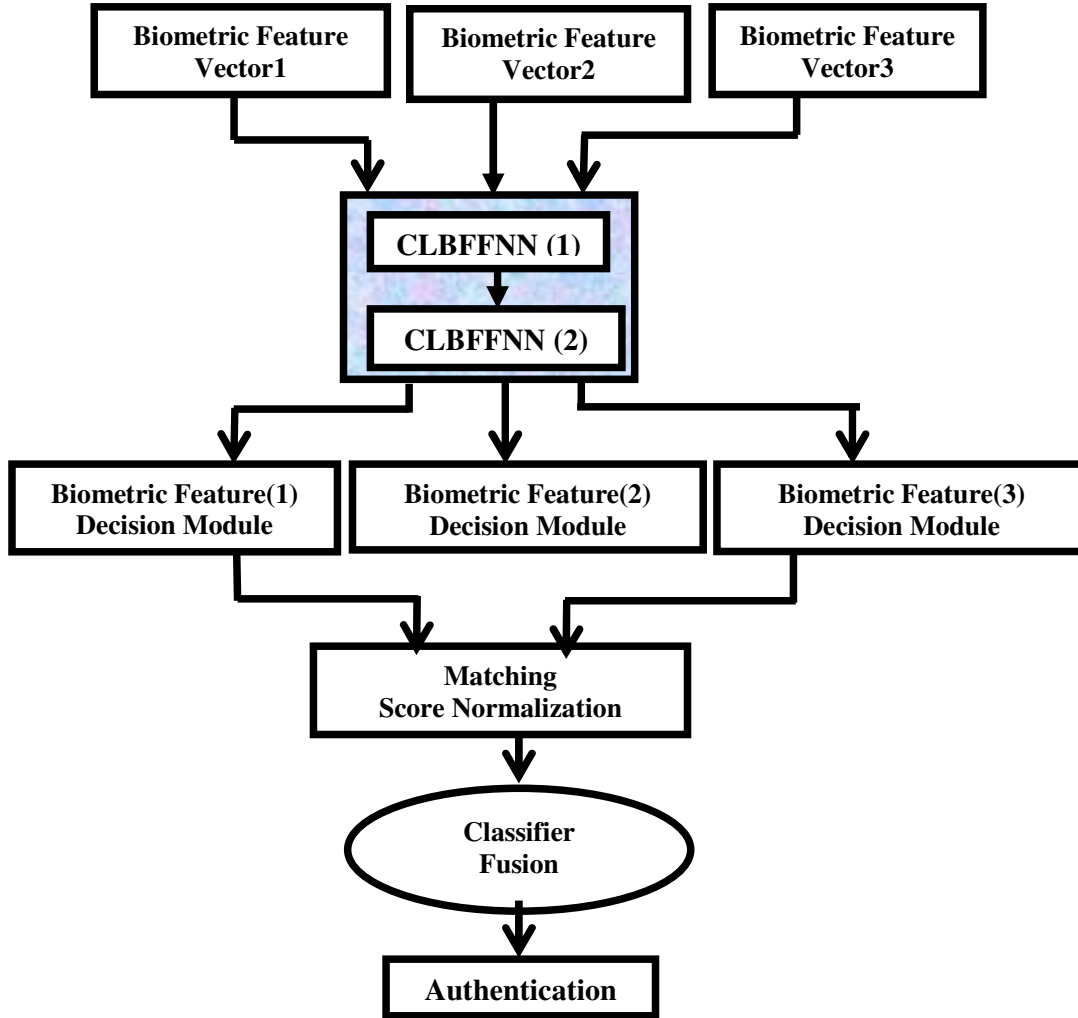 Biometric Feature
Vector1
Biometric Feature
Vector2
Biometric Feature
Vector3
CLBFFNN (1)
CLBFFNN (2)
Biometric Feature(1)
Decision Module
Biometric Feature(2)
Decision Module
Biometric Feature(3)
Decision Module
Matching
Score Normalization
Classifier
Fusion
Authentication